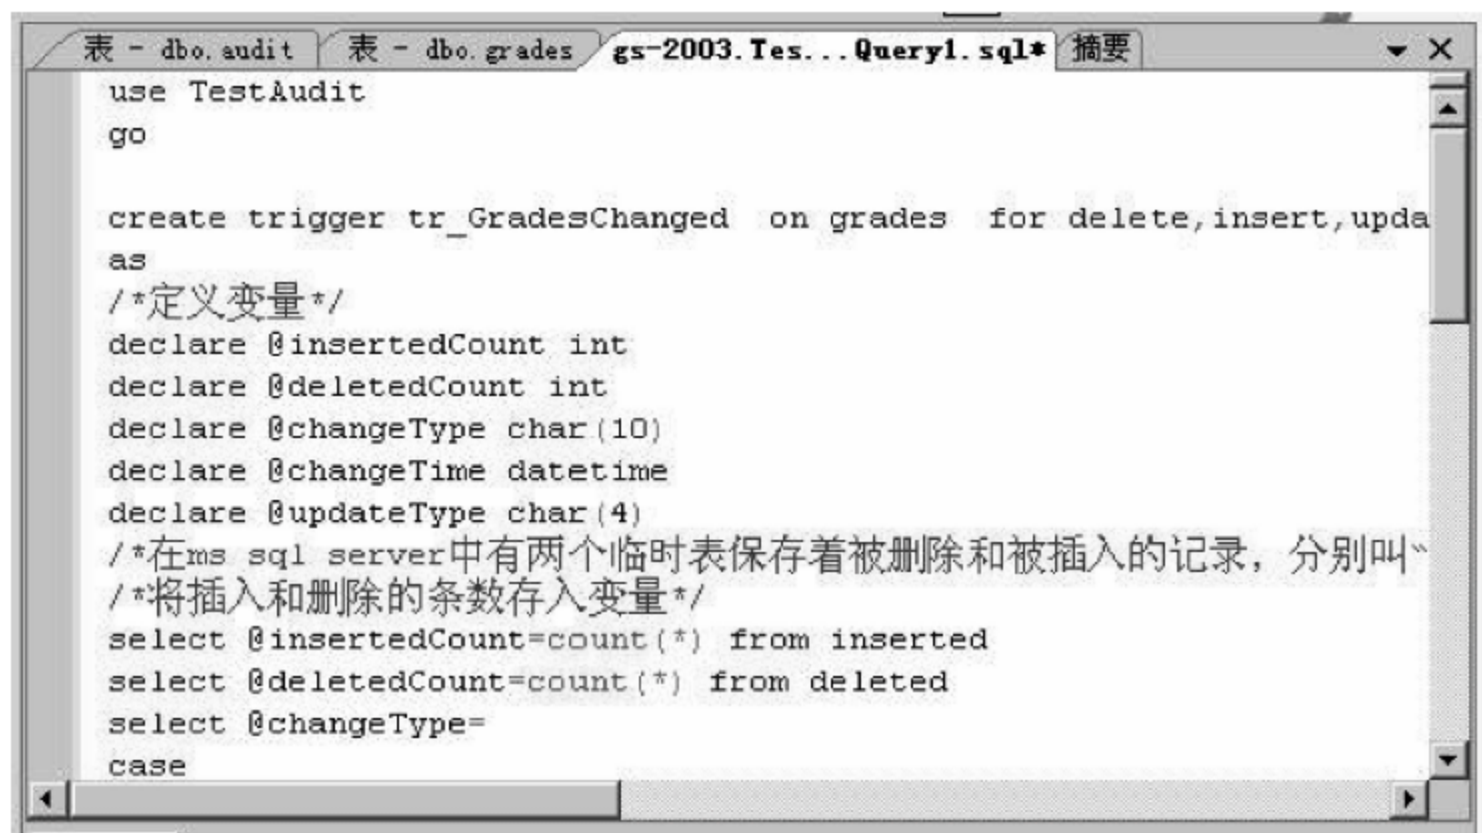 表 - dbo.audit 表 - dbo.grades gs-2003.Tes...Query1.sql* 摘要
use TestAudit
go
create trigger tr_GradesChanged  on grades  for delete,insert,upda
as
/*定义变量*/
declare @insertedCount int
declare @deletedCount int
declare @changeType char(10)
declare @changeTime datetime
declare @updateType char(4)
/*在ms sql server中有两个临时表保存着被删除和被插入的记录，分别叫
/*将插入和删除的条数存入变量*/
select @insertedCount=count(*) from inserted
select @deletedCount=count(*) from deleted
select @changeType=
case